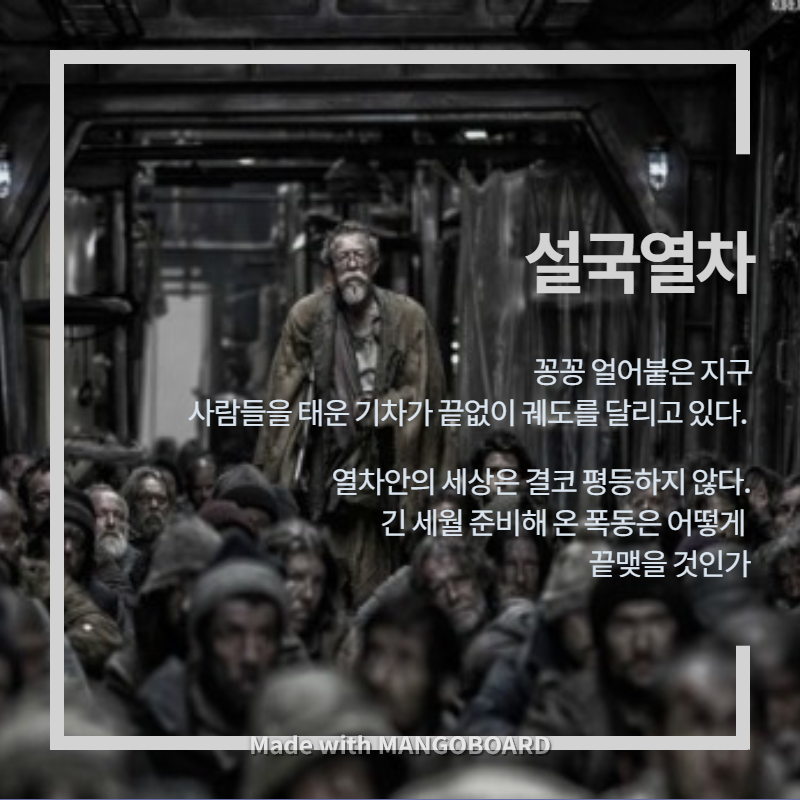 설국열차
꽁꽁 얼어붙은 지구
사람들을 태운 기차가 끝없이 궤도를 달리고 있다.
열차안의 세상은 결코 평등하지 않다.
긴 세월 준비해 온 폭동은 어떻게
끝맺을 것인가
Made with MANGOBOARD